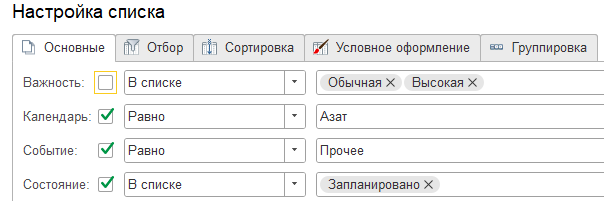 Настройка списка
Основные Отбор Сортировка Условное оформление Группировка
Важность: В списке Обычная Высокая
Календарь: Равно Азат
Событие: Равно Прочее
Состояние: В списке Запланировано